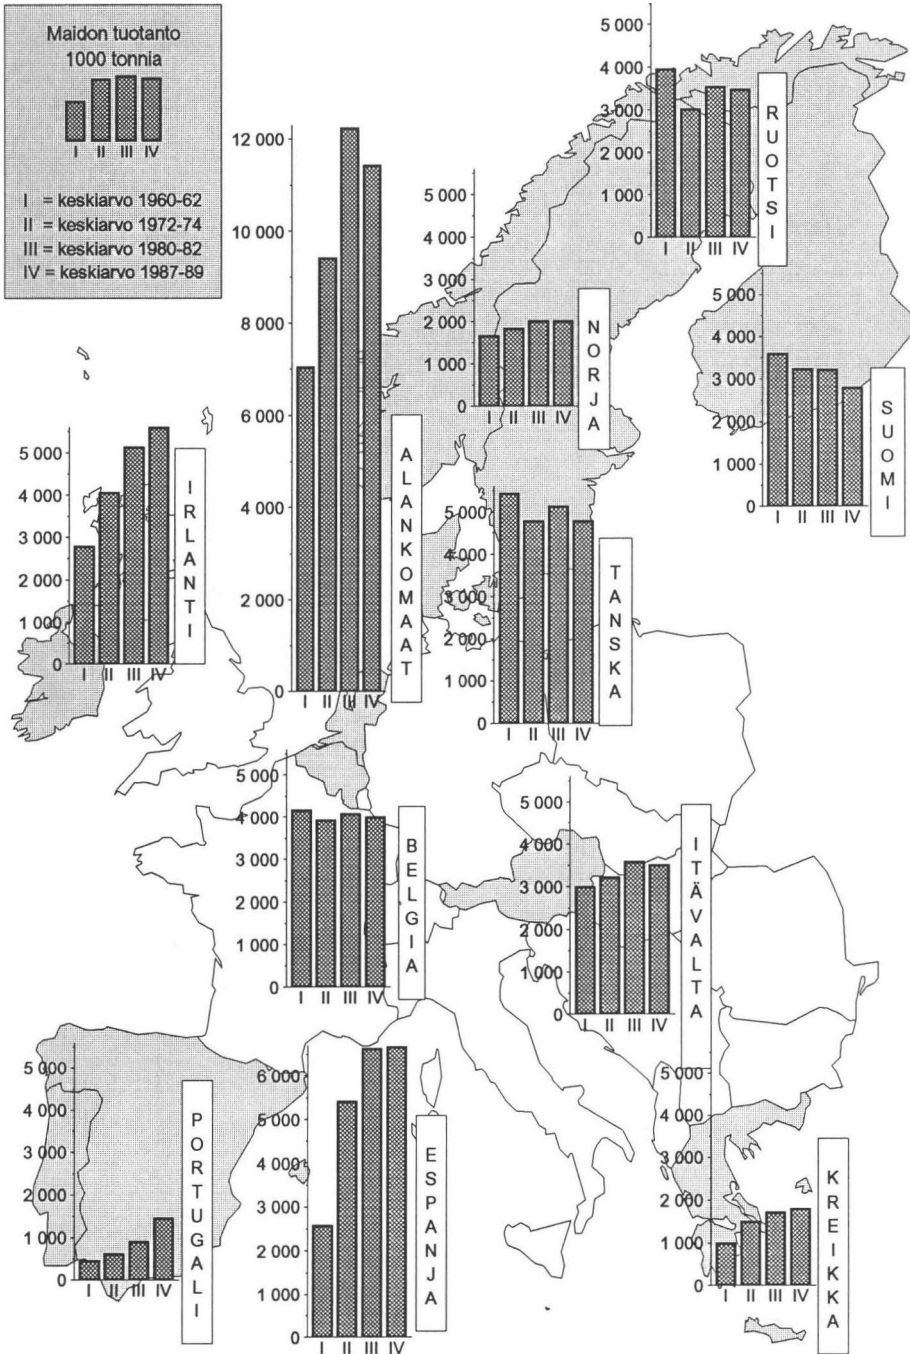 Maidon tuotanto
1000 tonnia
I II III IV
I = keskiarvo 1960-62
II = keskiarvo 1972-74
III = keskiarvo 1980-82
IV = keskiarvo 1987-89
5 000
4 000
3 000
2 000
1 000
0
I II III IV
RUOTSI
12 000
10 000
8 000
6 000
4 000
2 000
0
I II III IV
ALANKOMAAT
5 000
4 000
3 000
2 000
1 000
0
I II III IV
NORJA
5 000
4 000
3 000
2 000
1 000
0
I II III IV
SUOMI
5 000
4 000
3 000
2 000
1 000
0
I II III IV
IRLANTI
5 000
4 000
3 000
2 000
1 000
0
I II III IV
TANSKA
5 000
4 000
3 000
2 000
1 000
0
I II III IV
BELGIA
5 000
4 000
3 000
2 000
1 000
0
I II III IV
ITÄVALTA
5 000
4 000
3 000
2 000
1 000
0
I II III IV
PORTUGALI
6 000
5 000
4 000
3 000
2 000
1 000
0
I II III IV
ESPANJA
5 000
4 000
3 000
2 000
1 000
0
I II III IV
KREIKKA